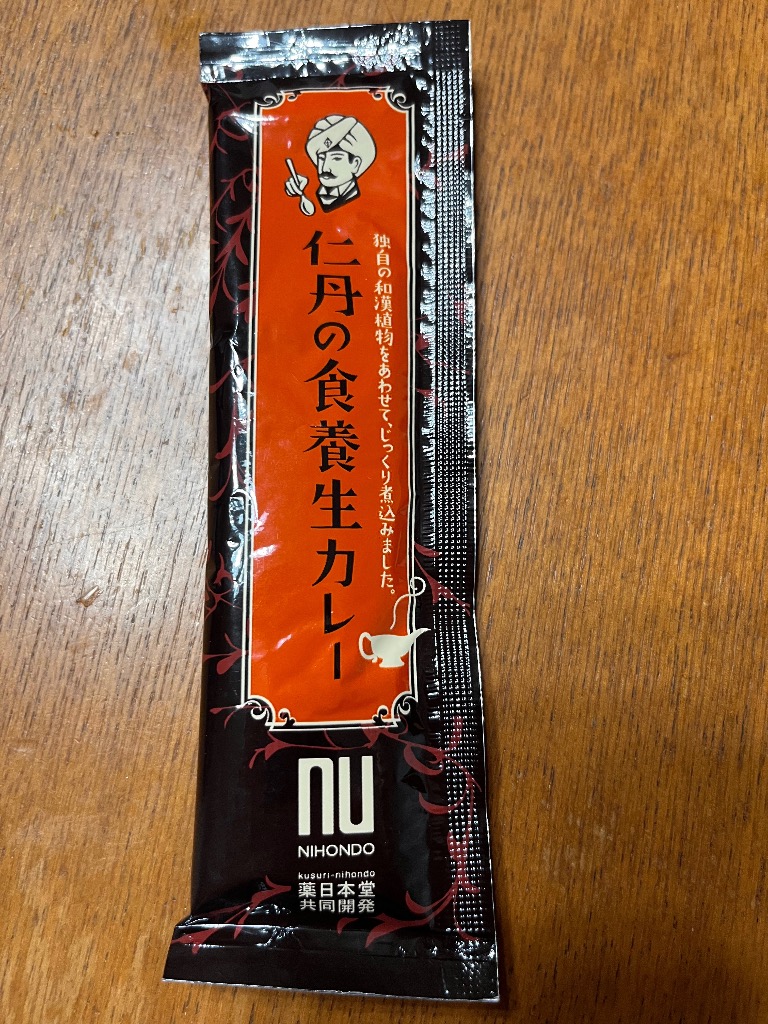 仁丹の食養生カレー
独自の和漢植物をあわせて、じっくり煮込みました。
nu
NIHONDO
kusuri-nihondo
薬日本堂
共同開発